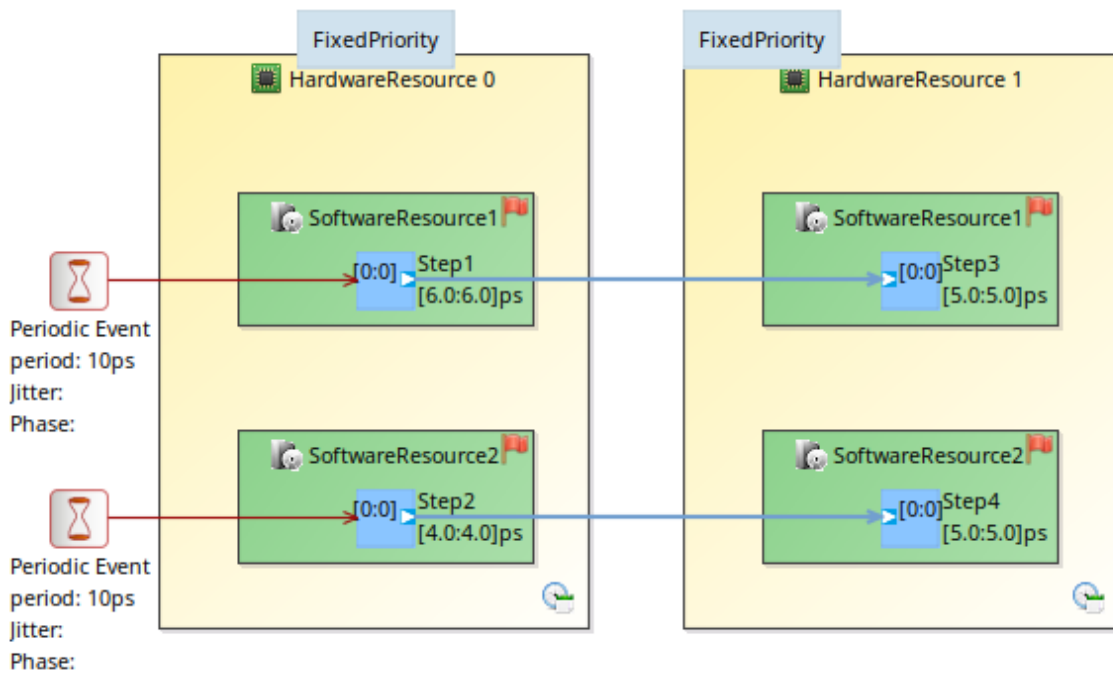 FixedPriority
FixedPriority
HardwareResource 0
HardwareResource 1
SoftwareResource1
SoftwareResource1
[0:0] Step1
[6.0:6.0]ps
[0:0] Step3
[5.0:5.0]ps
Periodic Event
period: 10ps
Jitter:
Phase:
SoftwareResource2
SoftwareResource2
[0:0] Step2
[4.0:4.0]ps
[0:0] Step4
[5.0:5.0]ps
Periodic Event
period: 10ps
Jitter:
Phase: